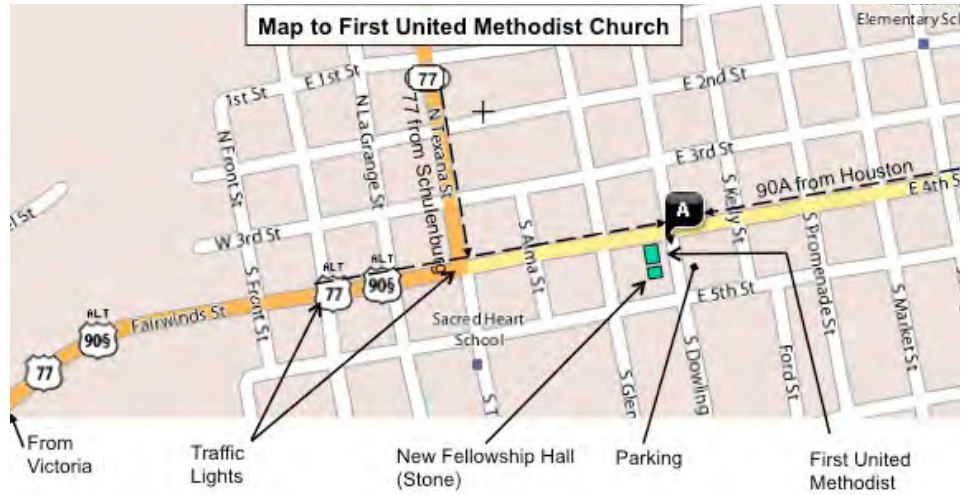 Map to First United Methodist Church
Elementary Sch
1st St
E 1st St
77
E 2nd St
N Front St
N La Grange St
N Texana St
77 from Schulenburg
E 3rd St
90A from Houston
E 4th S
A
S Kelly St
W 3rd St
S Front St
S Alma St
S Promenade St
ALT
77
ALT
90
Fairwinds St
ALT
90
77
E 5th St
Sacred Heart
School
S Market St
S Glen
S Dowling
Ford St
S T
From
Victoria
Traffic
Lights
New Fellowship Hall
(Stone)
Parking
First United
Methodist